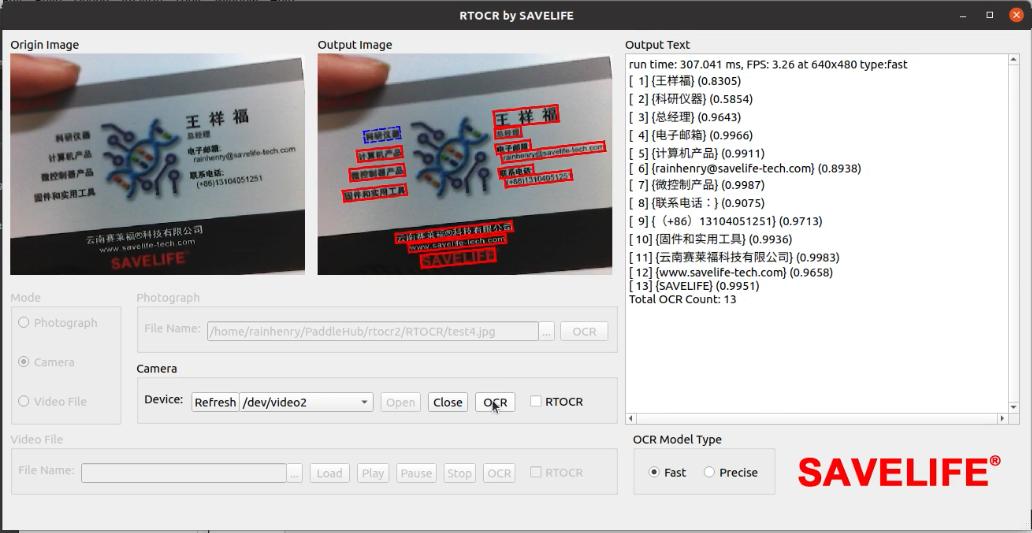 RTOCR by SAVELIFE
Origin Image
王祥福
总经理
科研仪器
计算机产品
微控制器产品
固件和实用工具
电子邮箱:
rainhenry@savelife-tech.com
联系电话:
(+86)13104051251
云南赛莱福®科技有限公司
www.savelife-tech.com
SAVELIFE
Output Image
王祥福
总经理
科研仪器
计算机产品
微控制器产品
固件和实用工具
电子邮箱:
rainhenry@savelife-tech.com
联系电话:
(+86)13104051251
云南赛莱福®科技有限公司
www.savelife-tech.com
SAVELIFE
Output Text
run time: 307.041 ms, FPS: 3.26 at 640x480 type:fast
[ 1] {王样福} (0.8305)
[ 2] {科研仪器} (0.5854)
[ 3] {总经理} (0.9643)
[ 4] {电子邮箱} (0.9966)
[ 5] {计算机产品} (0.9911)
[ 6] {rainhenry@savelife-tech.com} (0.8938)
[ 7] {微控制产品} (0.9987)
[ 8] {联系电话：} (0.9075)
[ 9] {（+86）13104051251} (0.9713)
[ 10] {固件和实用工具} (0.9936)
[ 11] {云南赛莱福科技有限公司} (0.9983)
[ 12] {www.savelife-tech.com} (0.9658)
[ 13] {SAVELIFE} (0.9951)
Total OCR Count: 13
Mode
Photograph
Camera
Video File
Photograph
File Name: /home/rainhenry/PaddleHub/rtocr2/RTOCR/test4.jpg ... OCR
Camera
Device: Refresh /dev/video2 Open Close OCR RTOCR
Video File
File Name: ... Load Play Pause Stop OCR RTOCR
OCR Model Type
Fast Precise
SAVELIFE®